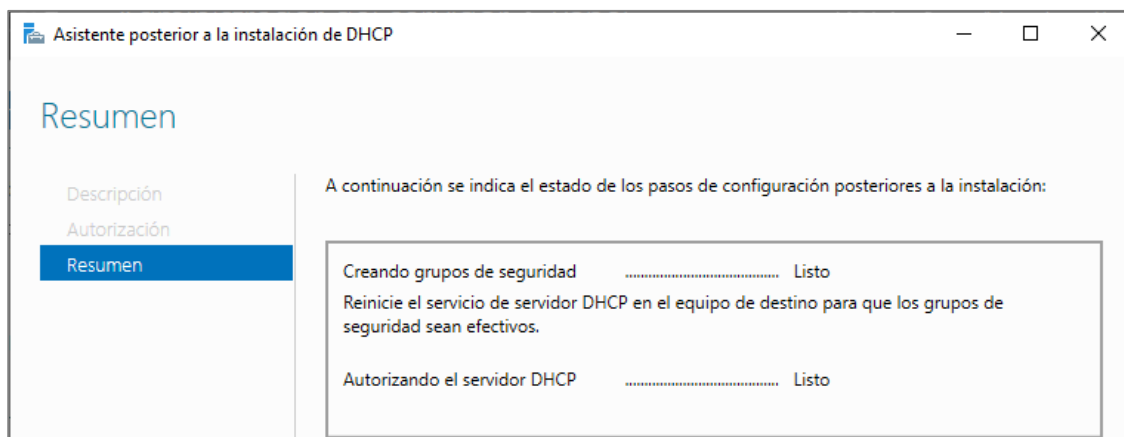 Asistente posterior a la instalación de DHCP
Resumen
Descripción
Autorización
Resumen
A continuación se indica el estado de los pasos de configuración posteriores a la instalación:
Creando grupos de seguridad ........................................ Listo
Reinicie el servicio de servidor DHCP en el equipo de destino para que los grupos de
seguridad sean efectivos.
Autorizando el servidor DHCP ........................................ Listo